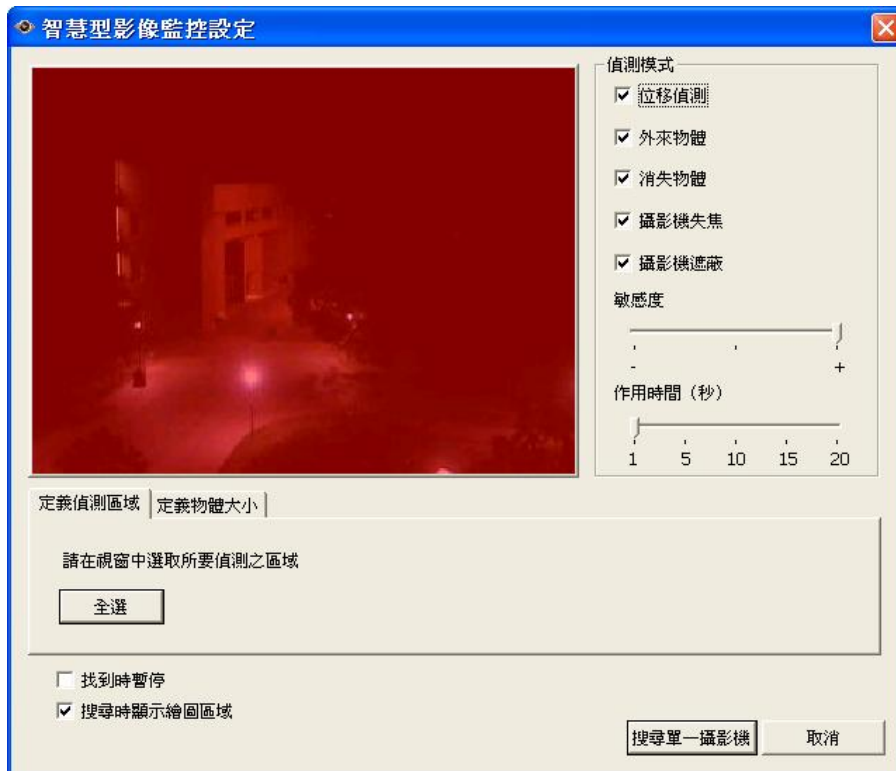 智慧型影像監控設定
偵測模式
位移偵測
外來物體
消失物體
攝影機失焦
攝影機遮蔽
敏感度
- +
作用時間（秒）
1 5 10 15 20
定義偵測區域 定義物體大小
請在視窗中選取所要偵測之區域
全選
找到時暫停
搜尋時顯示繪圖區域
搜尋單一攝影機 取消